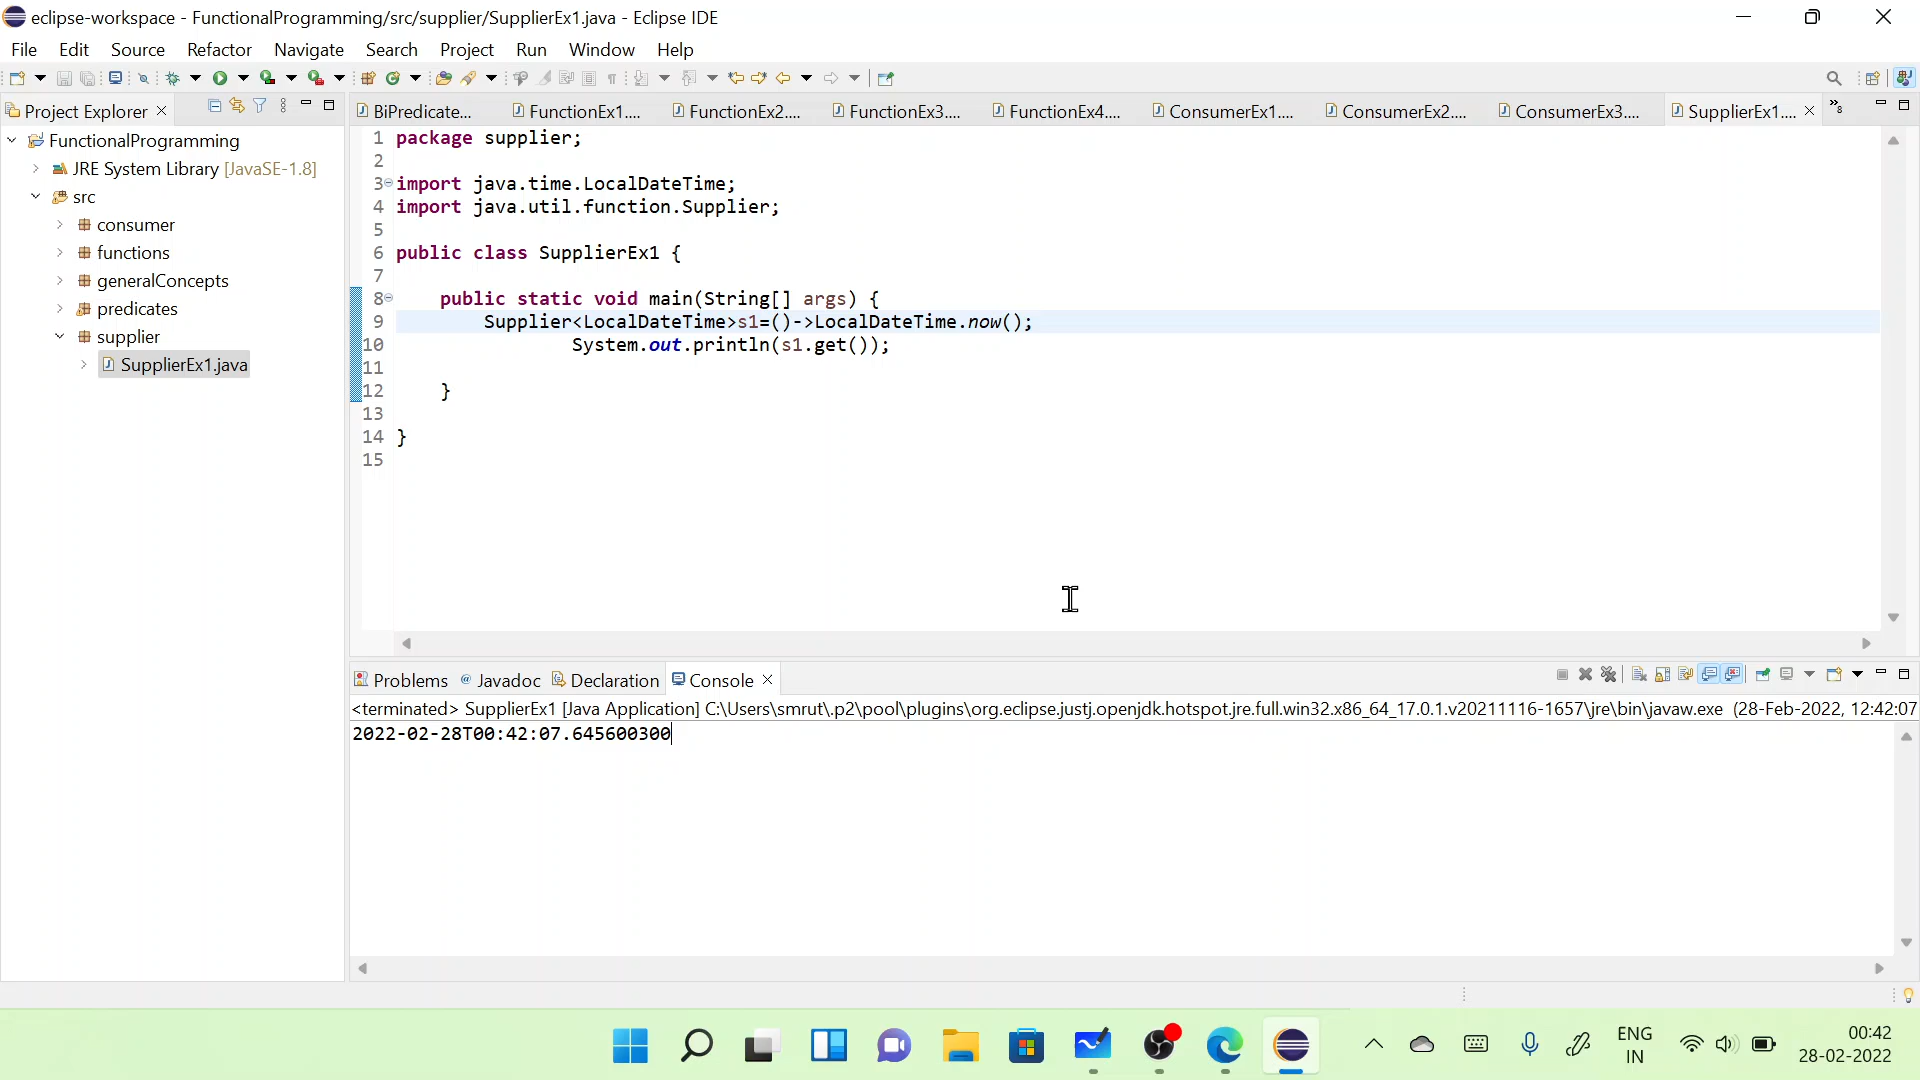 eclipse-workspace - FunctionalProgramming/src/supplier/SupplierEx1.java - Eclipse IDE
File Edit Source Refactor Navigate Search Project Run Window Help
Project Explorer
FunctionalProgramming
JRE System Library [JavaSE-1.8]
src
consumer
functions
generalConcepts
predicates
supplier
SupplierEx1.java
BiPredicate... FunctionEx1.... FunctionEx2.... FunctionEx3.... FunctionEx4.... ConsumerEx1.... ConsumerEx2.... ConsumerEx3.... SupplierEx1.... »8
1 package supplier;
2
3 import java.time.LocalDateTime;
4 import java.util.function.Supplier;
5
6 public class SupplierEx1 {
7
8 public static void main(String[] args) {
9 Supplier<LocalDateTime>s1=()->LocalDateTime.now();
10 System.out.println(s1.get());
11
12 }
13
14 }
15
Problems @ Javadoc Declaration Console
<terminated> SupplierEx1 [Java Application] C:\Users\smrut\.p2\pool\plugins\org.eclipse.justj.openjdk.hotspot.jre.full.win32.x86_64_17.0.1.v20211116-1657\jre\bin\javaw.exe (28-Feb-2022, 12:42:07
2022-02-28T00:42:07.645600300
ENG
IN
00:42
28-02-2022